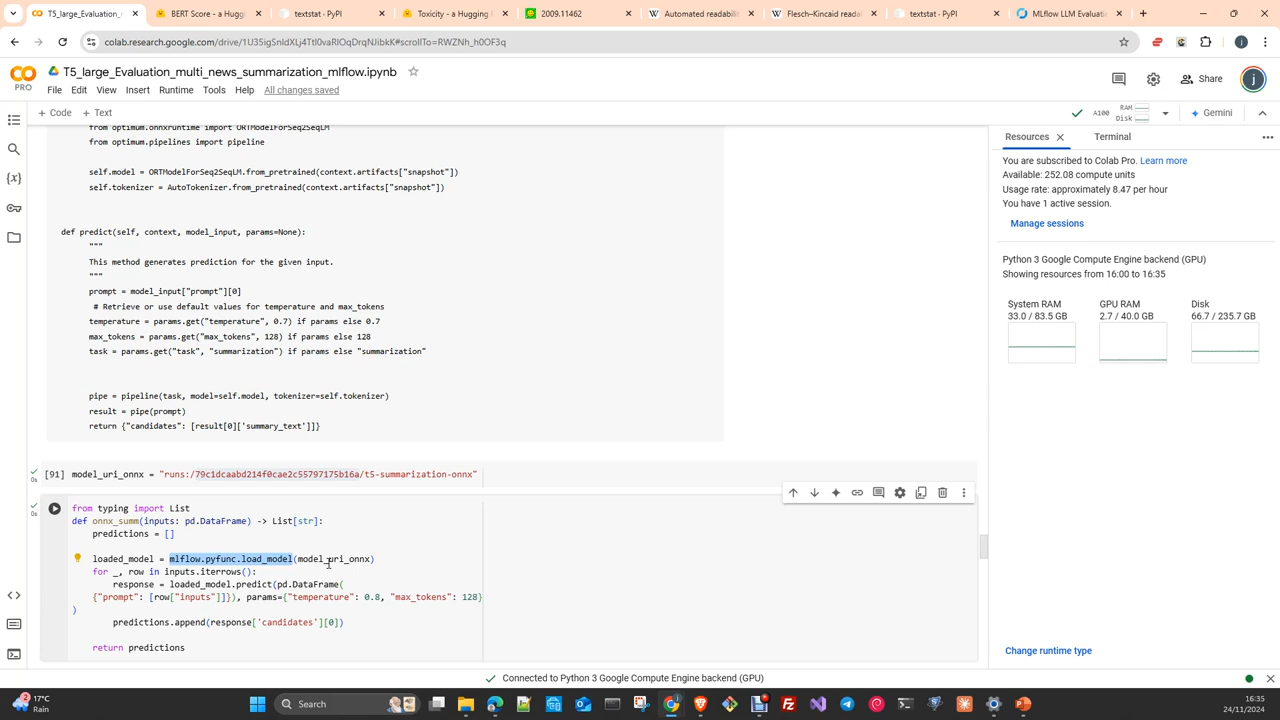 T5_large_Evaluation
BERT Score - a Hugg
textstat · PyPI
Toxicity - a Hugging F
2009.11462
Automated readabilit
Flesch–Kincaid reada
textstat · PyPI
MLflow LLM Evaluati
colab.research.google.com/drive/1U35igSnIdXLj4TtI0vaRIOqDrqNJibkK#scrollTo=RWZNh_h0OF3q
T5_large_Evaluation_multi_news_summarization_mlflow.ipynb
Share
PRO
File Edit View Insert Runtime Tools Help All changes saved
+ Code + Text
A100
RAM
Disk
Gemini
from optimum.onnxruntime import ORTModelForSeq2SeqLM
from optimum.pipelines import pipeline
self.model = ORTModelForSeq2SeqLM.from_pretrained(context.artifacts["snapshot"])
self.tokenizer = AutoTokenizer.from_pretrained(context.artifacts["snapshot"])
def predict(self, context, model_input, params=None):
"""
This method generates prediction for the given input.
"""
prompt = model_input["prompt"][0]
# Retrieve or use default values for temperature and max_tokens
temperature = params.get("temperature", 0.7) if params else 0.7
max_tokens = params.get("max_tokens", 128) if params else 128
task = params.get("task", "summarization") if params else "summarization"
pipe = pipeline(task, model=self.model, tokenizer=self.tokenizer)
result = pipe(prompt)
return {"candidates": [result[0]['summary_text']]}
[91] model_uri_onnx = "runs:/79c1dcaabd214f0cae2c55797175b16a/t5-summarization-onnx"
0s
0s
from typing import List
def onnx_summ(inputs: pd.DataFrame) -> List[str]:
predictions = []
loaded_model = mlflow.pyfunc.load_model(model_uri_onnx)
for _, row in inputs.iterrows():
response = loaded_model.predict(pd.DataFrame(
{"prompt": [row["inputs"]]}), params={"temperature": 0.8, "max_tokens": 128}
)
predictions.append(response['candidates'][0])
return predictions
Resources
Terminal
You are subscribed to Colab Pro. Learn more
Available: 252.08 compute units
Usage rate: approximately 8.47 per hour
You have 1 active session.
Manage sessions
Python 3 Google Compute Engine backend (GPU)
Showing resources from 16:00 to 16:35
System RAM
33.0 / 83.5 GB
GPU RAM
2.7 / 40.0 GB
Disk
66.7 / 235.7 GB
Change runtime type
Connected to Python 3 Google Compute Engine backend (GPU)
17°C
Rain
Search
16:35
24/11/2024